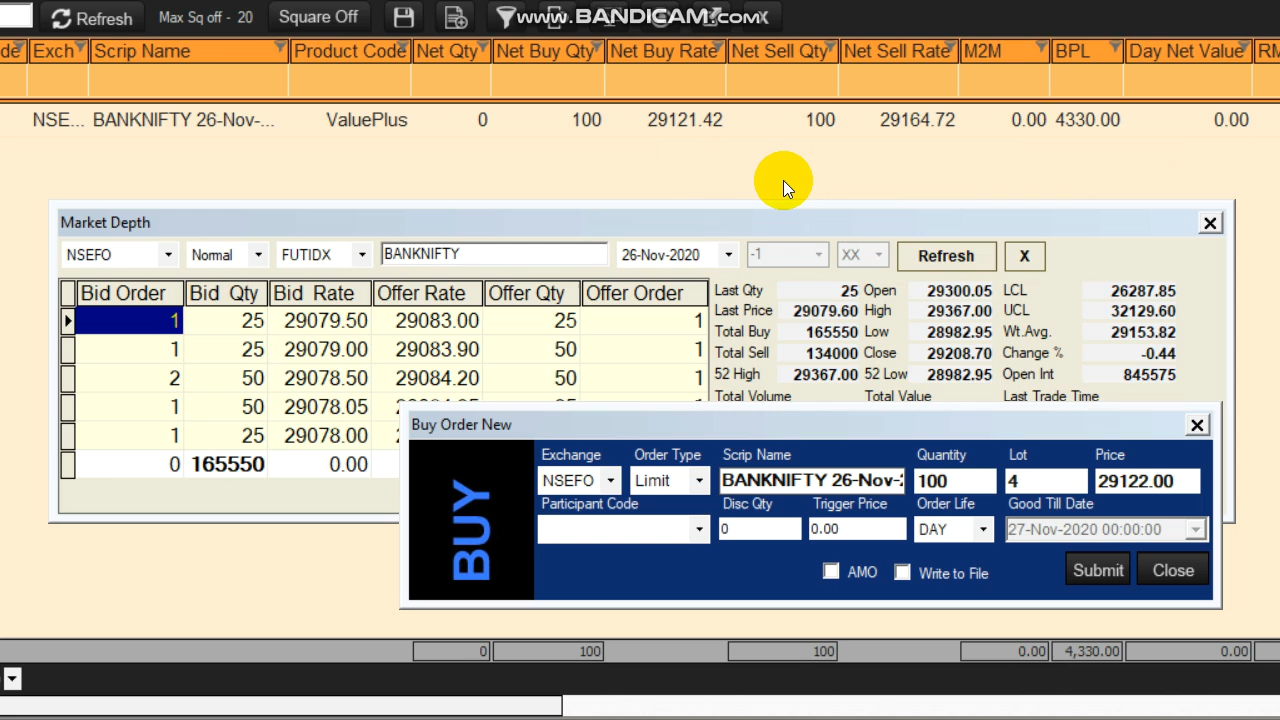 Refresh Max Sq off - 20 Square Off www.BANDICAM.com X
de Exch Scrip Name Product Code Net Qty Net Buy Qty Net Buy Rate Net Sell Qty Net Sell Rate M2M BPL Day Net Value RM
NSE... BANKNIFTY 26-Nov-... ValuePlus 0 100 29121.42 100 29164.72 0.00 4330.00 0.00
Market Depth
NSEFO Normal FUTIDX BANKNIFTY 26-Nov-2020 -1 XX Refresh X
Bid Order Bid Qty Bid Rate Offer Rate Offer Qty Offer Order
1 25 29079.50 29083.00 25 1
1 25 29079.00 29083.90 50 1
2 50 29078.50 29084.20 50 1
1 50 29078.05
1 25 29078.00
0 165550 0.00
Last Qty 25 Open 29300.05 LCL 26287.85
Last Price 29079.60 High 29367.00 UCL 32129.60
Total Buy 165550 Low 28982.95 Wt.Avg. 29153.82
Total Sell 134000 Close 29208.70 Change % -0.44
52 High 29367.00 52 Low 28982.95 Open Int 845575
Total Volume Total Value Last Trade Time
Buy Order New
BUY
Exchange Order Type Scrip Name Quantity Lot Price
NSEFO Limit BANKNIFTY 26-Nov-2 100 4 29122.00
Participant Code Disc Qty Trigger Price Order Life Good Till Date
0 0.00 DAY 27-Nov-2020 00:00:00
AMO Write to File Submit Close
0 100 100 0.00 4,330.00 0.00